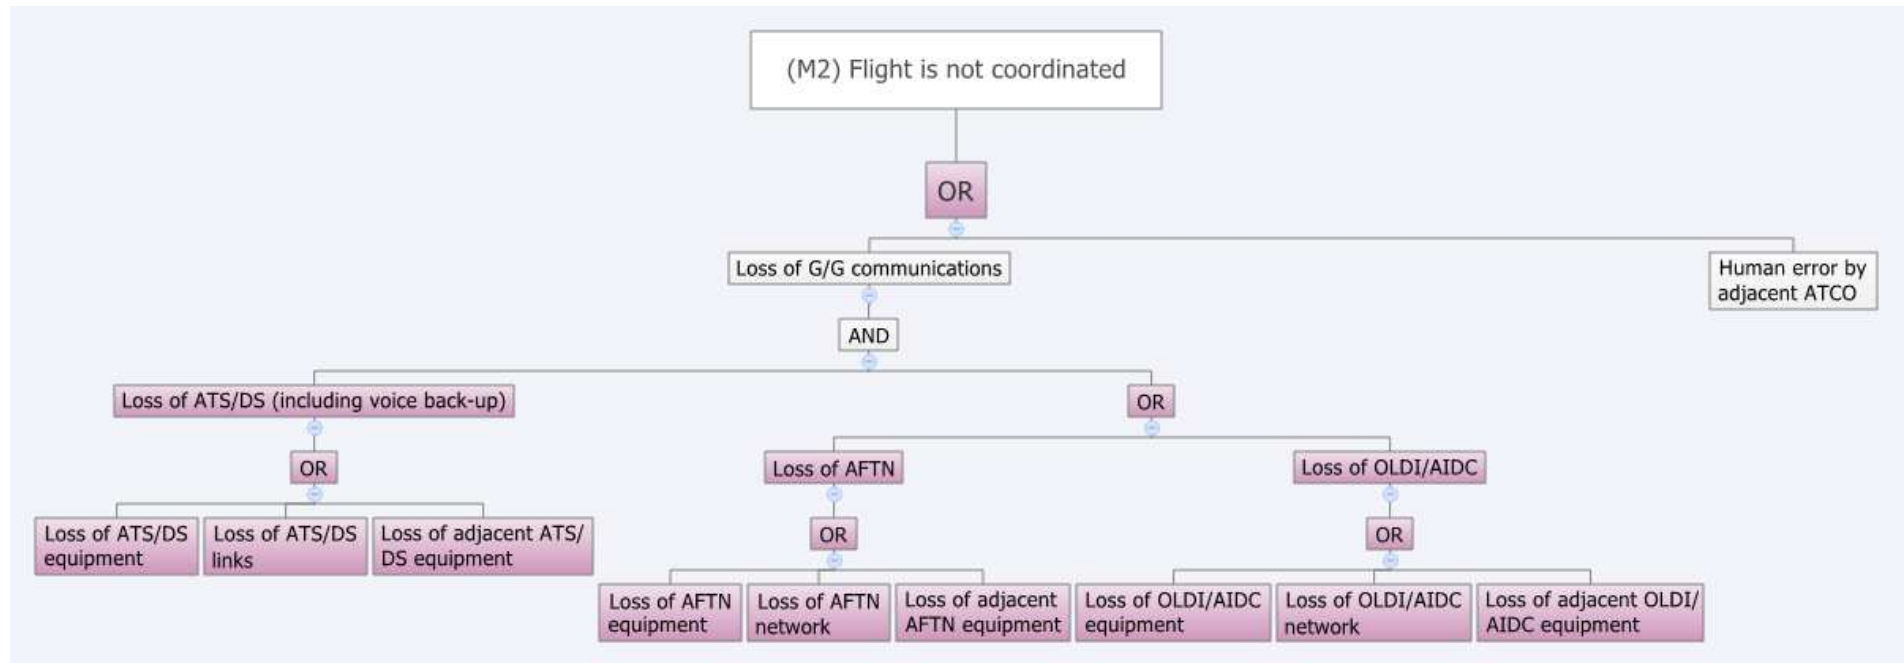 (M2) Flight is not coordinated
OR
Loss of G/G communications
Human error by
adjacent ATCO
AND
Loss of ATS/DS (including voice back-up)
OR
OR
Loss of AFTN
Loss of OLDI/AIDC
Loss of ATS/DS
equipment
Loss of ATS/DS
links
Loss of adjacent ATS/
DS equipment
OR
OR
Loss of AFTN
equipment
Loss of AFTN
network
Loss of adjacent
AFTN equipment
Loss of OLDI/AIDC
equipment
Loss of OLDI/AIDC
network
Loss of adjacent OLDI/
AIDC equipment